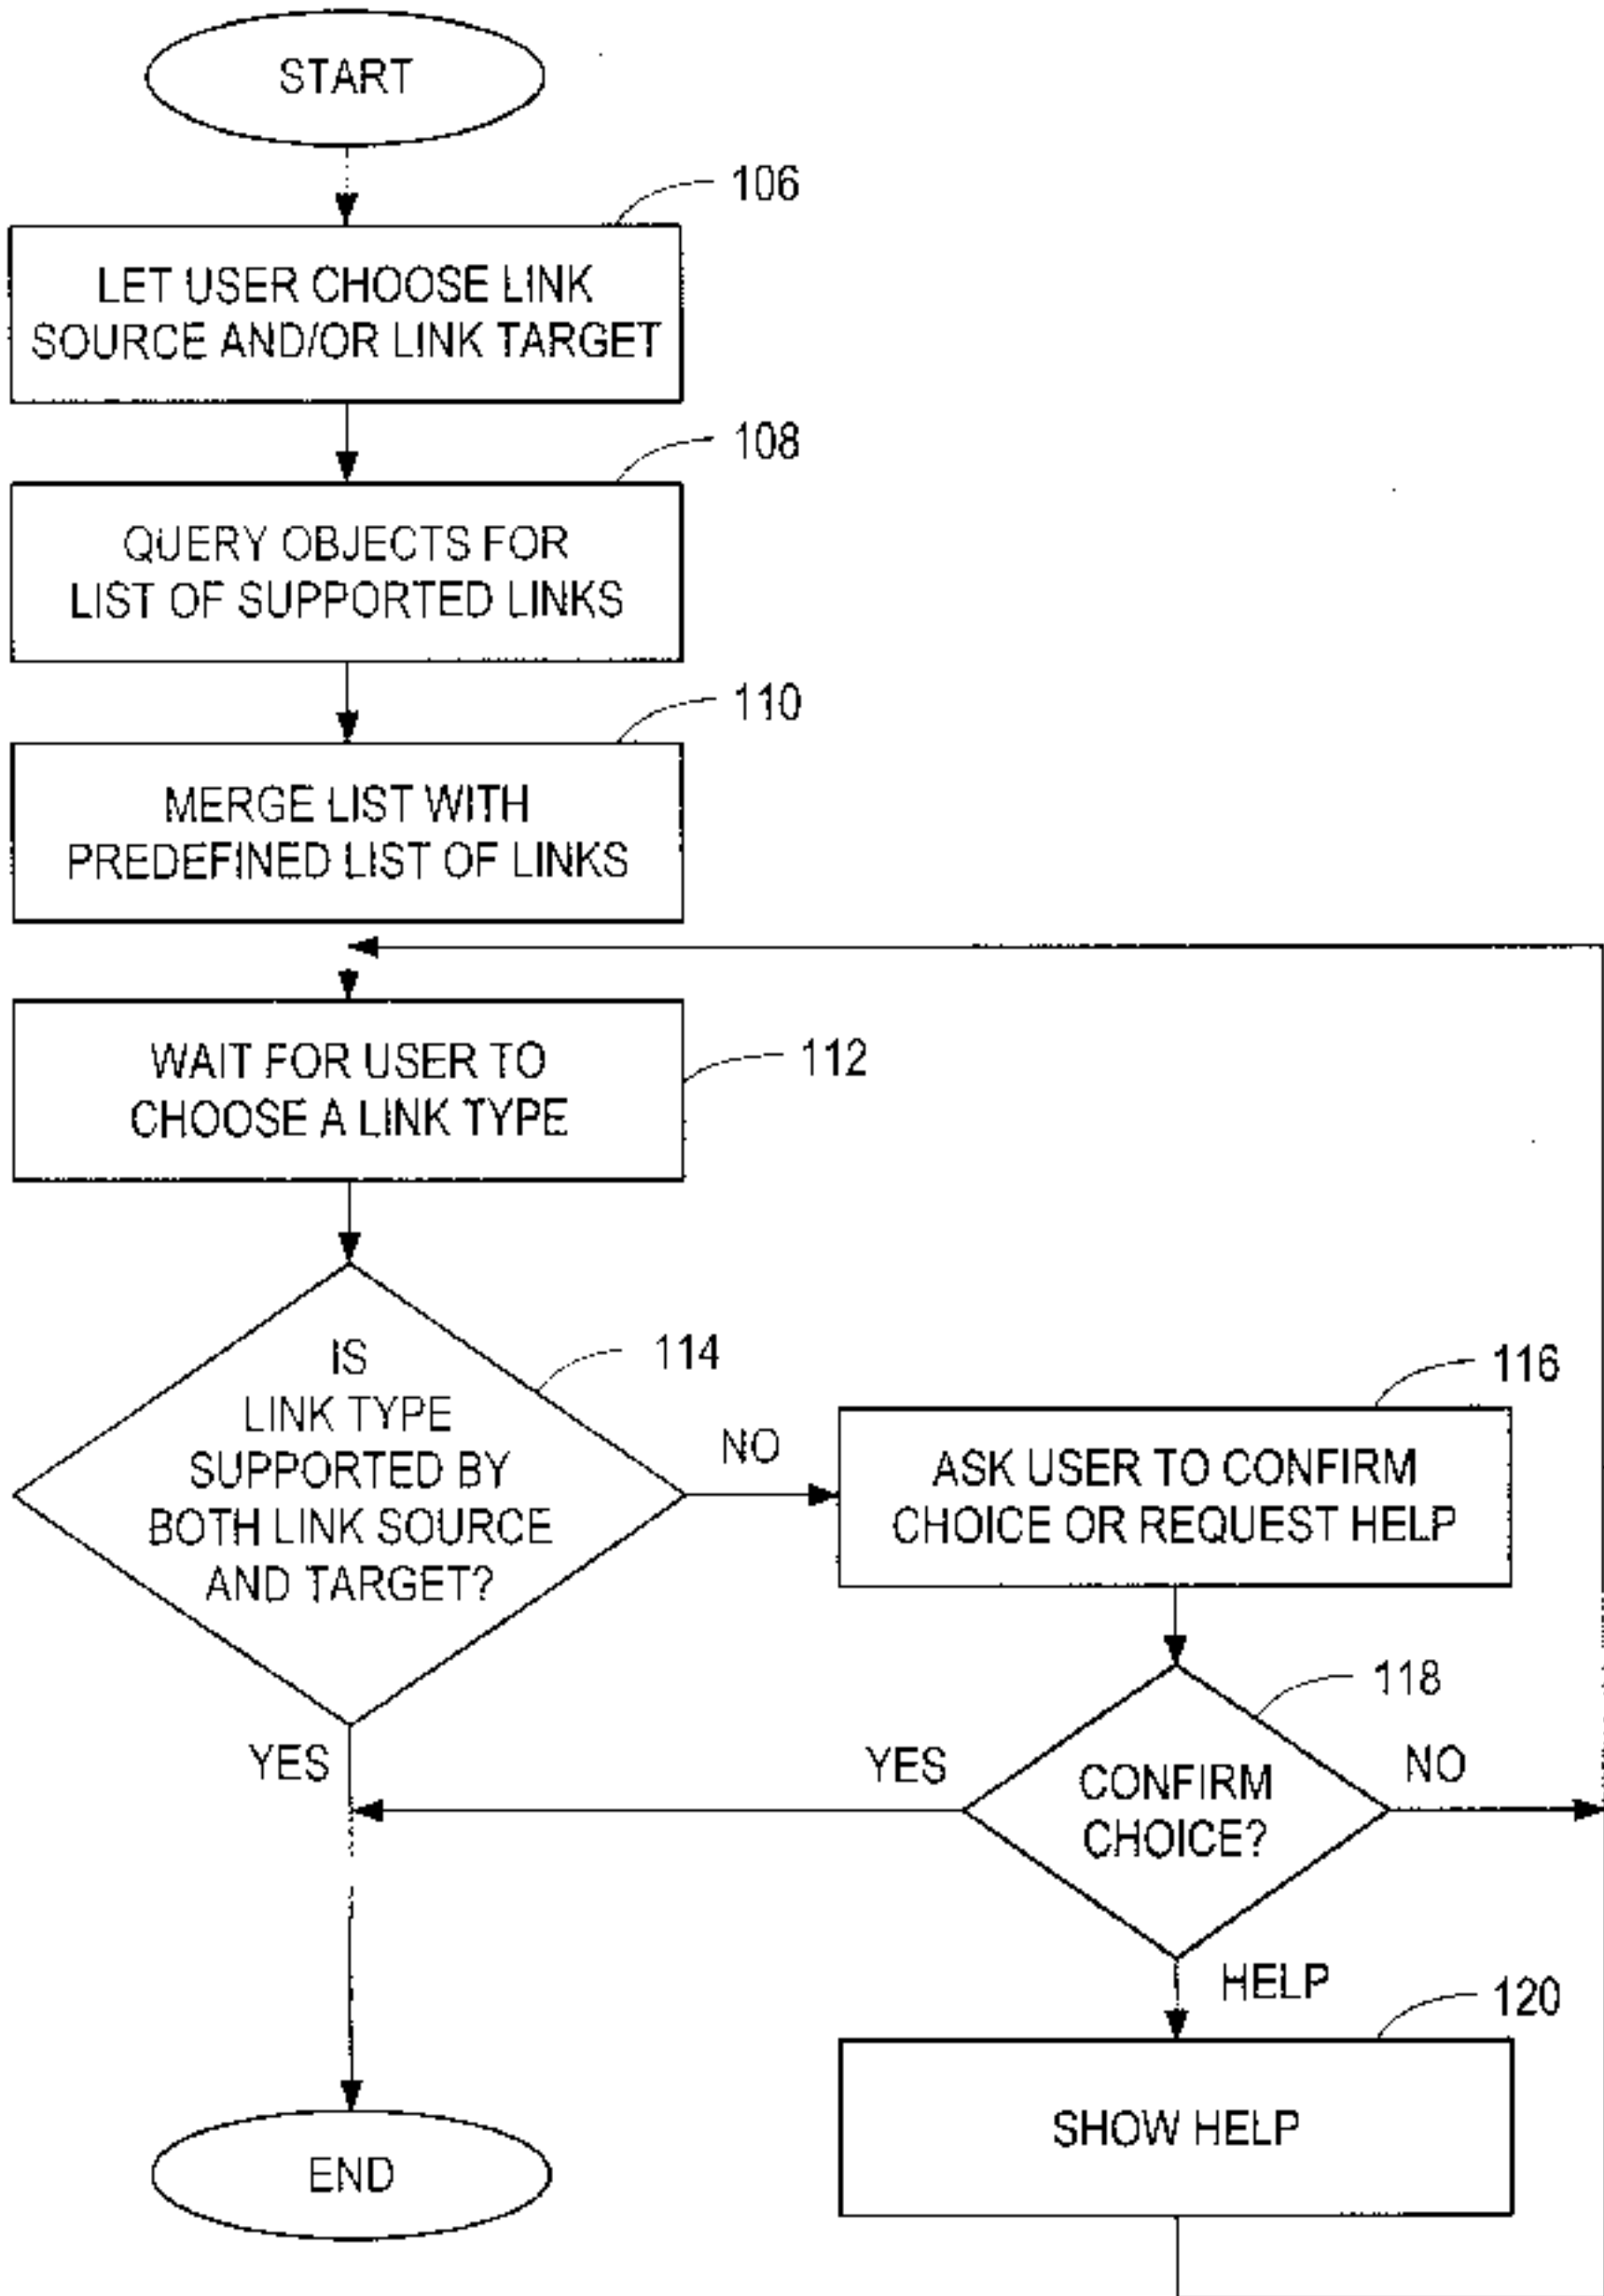 START
106
LET USER CHOOSE LINK
SOURCE AND/OR LINK TARGET
108
QUERY OBJECTS FOR
LIST OF SUPPORTED LINKS
110
MERGE LIST WITH
PREDEFINED LIST OF LINKS
WAIT FOR USER TO
CHOOSE A LINK TYPE
112
IS
LINK TYPE
SUPPORTED BY
BOTH LINK SOURCE
AND TARGET?
114
NO
116
ASK USER TO CONFIRM
CHOICE OR REQUEST HELP
118
YES
YES
CONFIRM
CHOICE?
NO
HELP
120
SHOW HELP
END